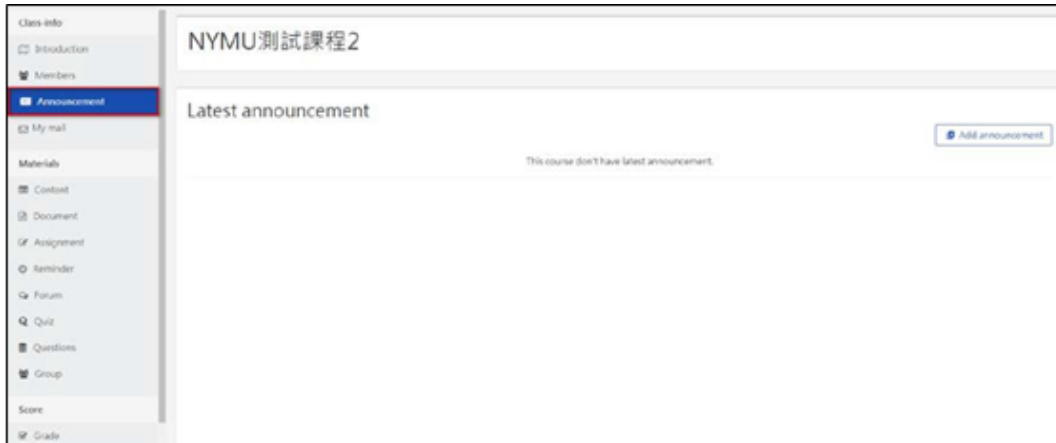 Class-info
Introduction
Members
Announcement
My mail
Materials
Content
Document
Assignment
Reminder
Forum
Quiz
Questions
Group
Score
Grade
NYMU測試課程2
Latest announcement
Add announcement
This course don't have latest announcement.